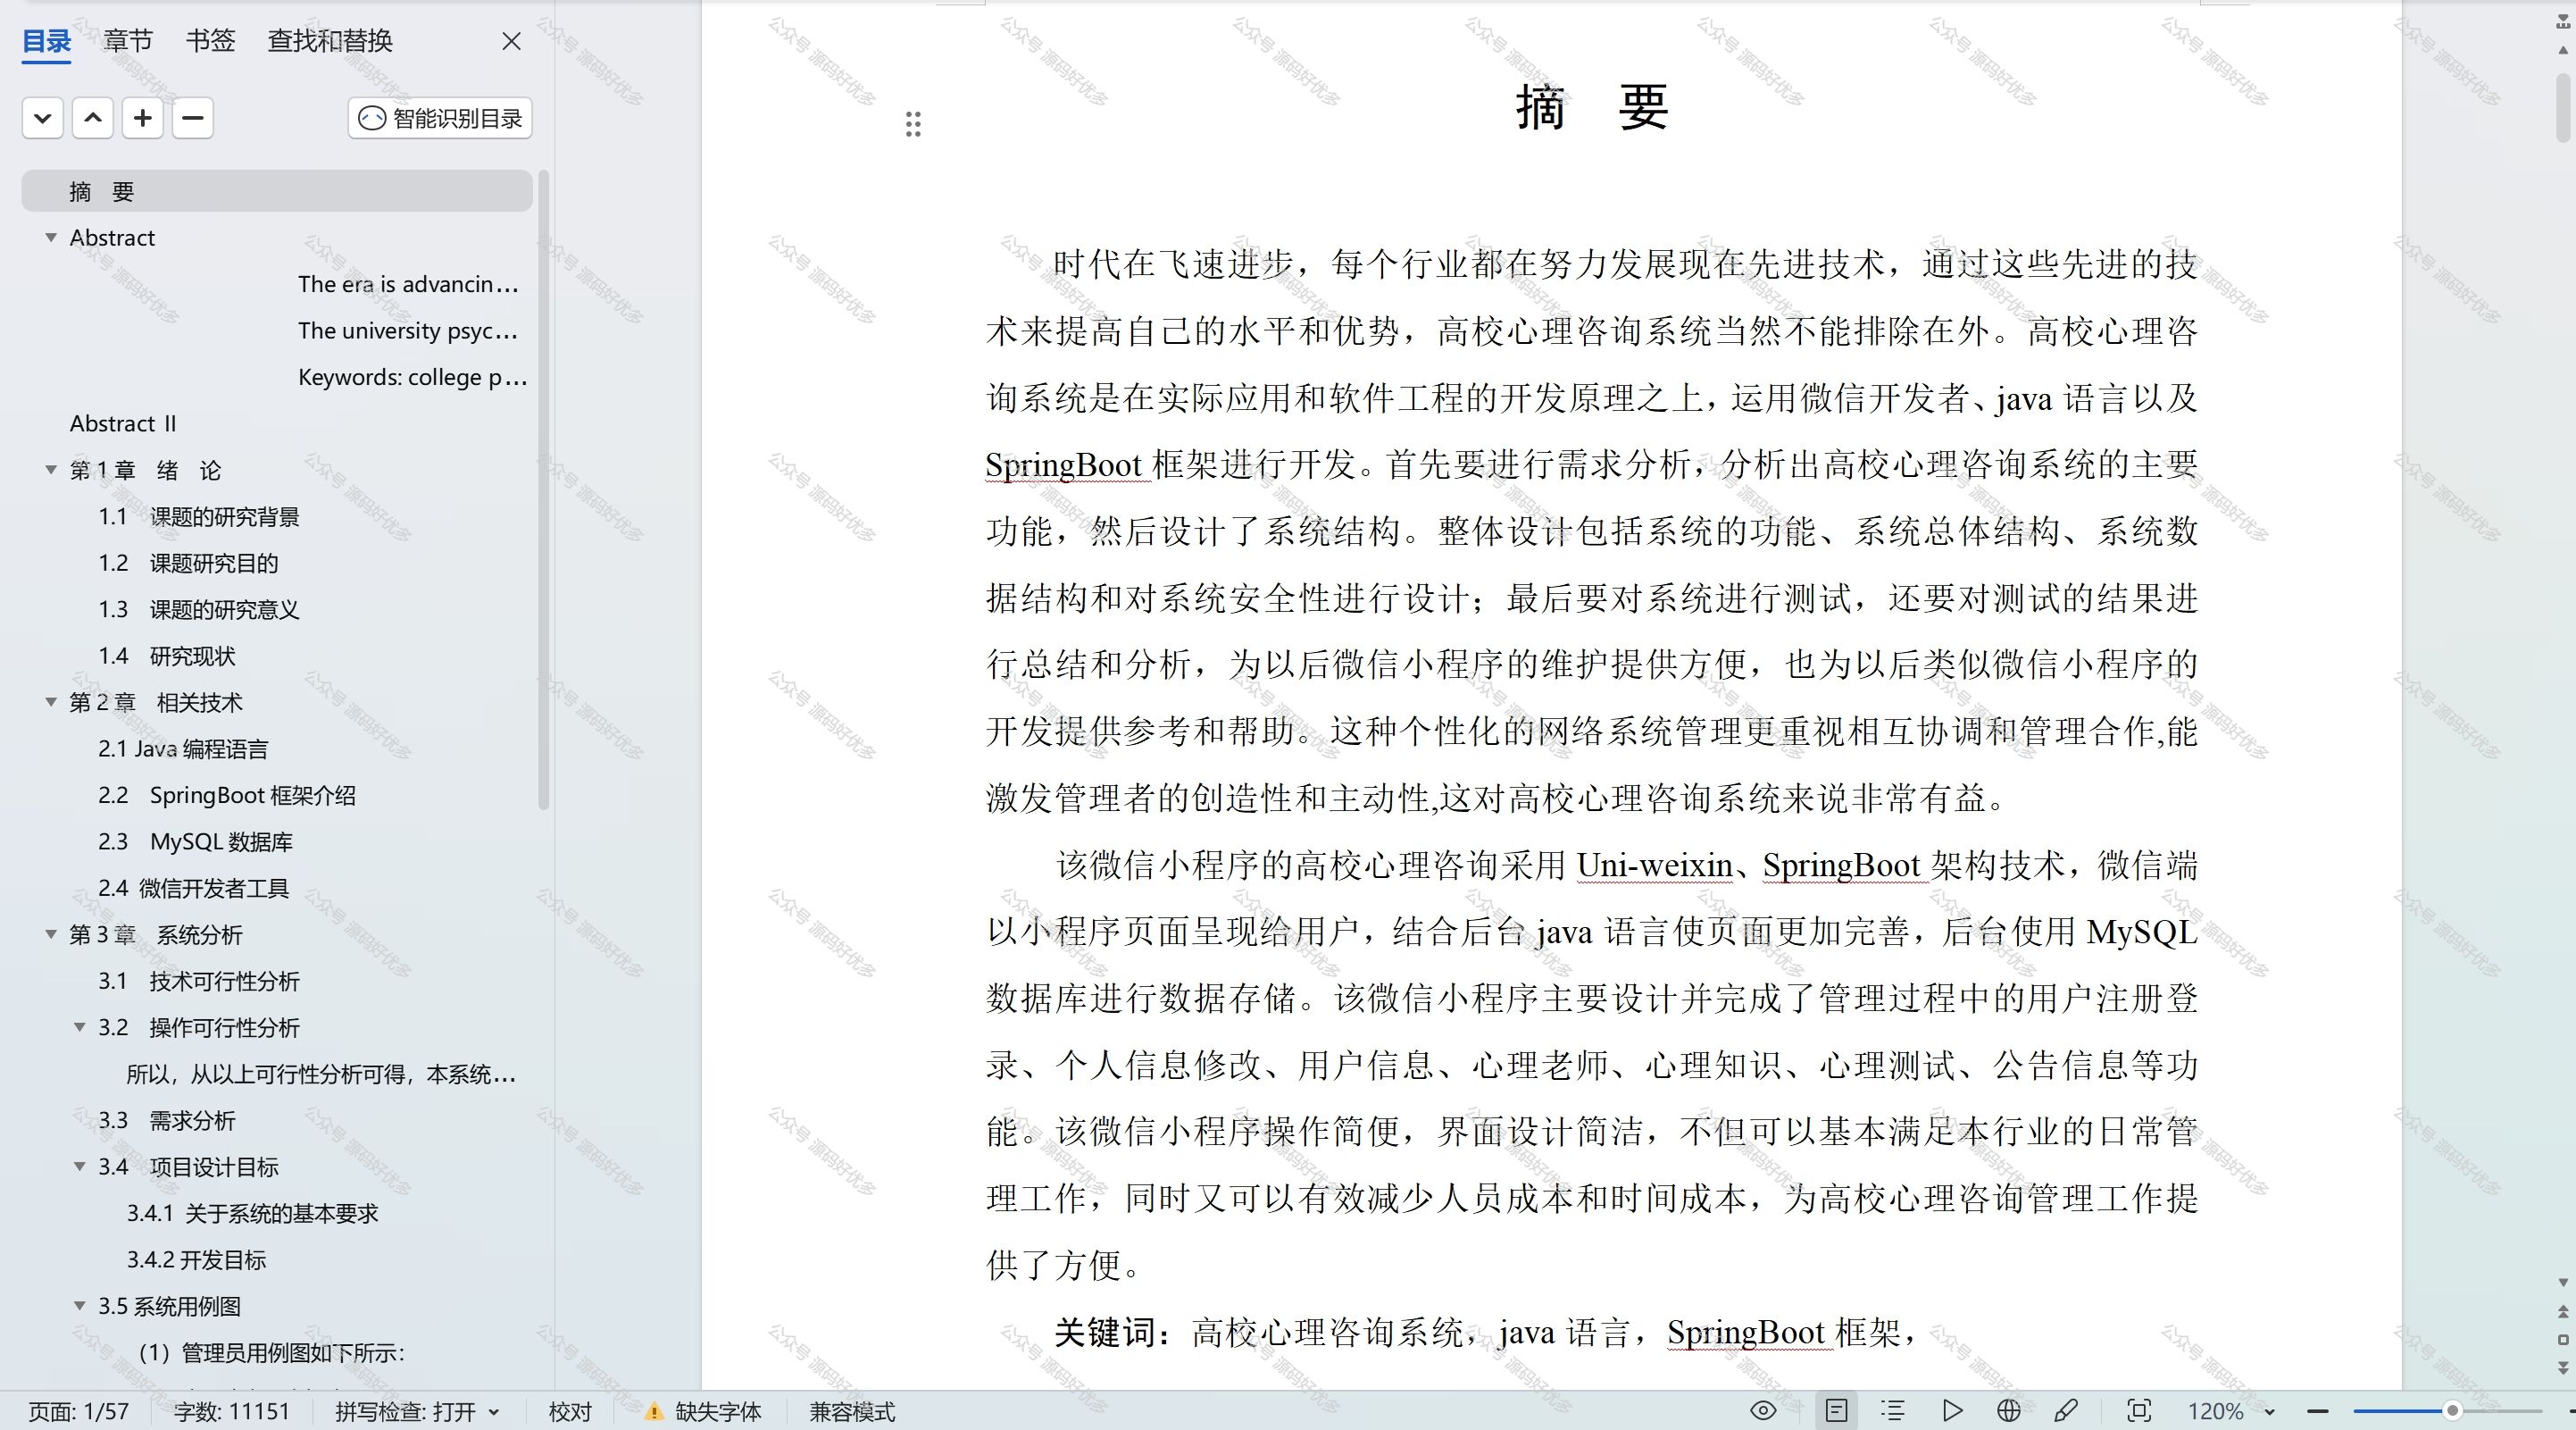 目录 章节 书签 查找和替换
智能识别目录
摘 要
Abstract
The era is advancin...
The university psyc...
Keywords: college p...
Abstract II
第1章 绪 论
1.1 课题的研究背景
1.2 课题研究目的
1.3 课题的研究意义
1.4 研究现状
第2章 相关技术
2.1 Java 编程语言
2.2 SpringBoot 框架介绍
2.3 MySQL 数据库
2.4 微信开发者工具
第3章 系统分析
3.1 技术可行性分析
3.2 操作可行性分析
所以，从以上可行性分析可得，本系统...
3.3 需求分析
3.4 项目设计目标
3.4.1 关于系统的基本要求
3.4.2 开发目标
3.5 系统用例图
（1）管理员用例图如下所示：
摘 要
时代在飞速进步，每个行业都在努力发展现在先进技术，通过这些先进的技
术来提高自己的水平和优势，高校心理咨询系统当然不能排除在外。高校心理咨
询系统是在实际应用和软件工程的开发原理之上，运用微信开发者、java 语言以及
SpringBoot 框架进行开发。首先要进行需求分析，分析出高校心理咨询系统的主要
功能，然后设计了系统结构。整体设计包括系统的功能、系统总体结构、系统数
据结构和对系统安全性进行设计；最后要对系统进行测试，还要对测试的结果进
行总结和分析，为以后微信小程序的维护提供方便，也为以后类似微信小程序的
开发提供参考和帮助。这种个性化的网络系统管理更重视相互协调和管理合作,能
激发管理者的创造性和主动性,这对高校心理咨询系统来说非常有益。
该微信小程序的高校心理咨询采用 Uni-weixin、SpringBoot 架构技术，微信端
以小程序页面呈现给用户，结合后台 java 语言使页面更加完善，后台使用 MySQL
数据库进行数据存储。该微信小程序主要设计并完成了管理过程中的用户注册登
录、个人信息修改、用户信息、心理老师、心理知识、心理测试、公告信息等功
能。该微信小程序操作简便，界面设计简洁，不但可以基本满足本行业的日常管
理工作，同时又可以有效减少人员成本和时间成本，为高校心理咨询管理工作提
供了方便。
关键词：高校心理咨询系统，java 语言，SpringBoot 框架，
页面: 1/57 字数: 11151 拼写检查: 打开 校对 缺失字体 兼容模式 120%
公众号 源码好优多